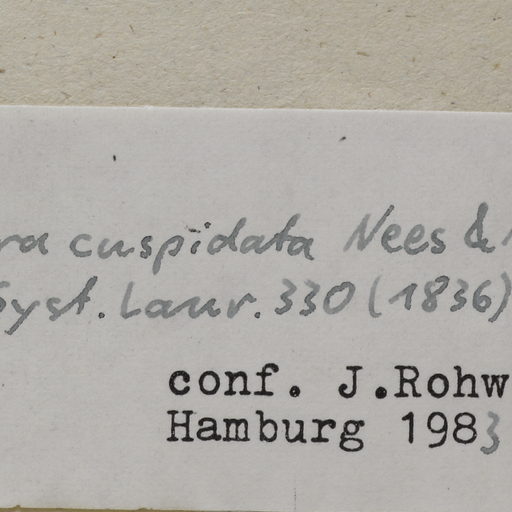 ra cuspidata Nees &
Syst. Laur. 330 (1836)
conf. J.Rohw
Hamburg 1983